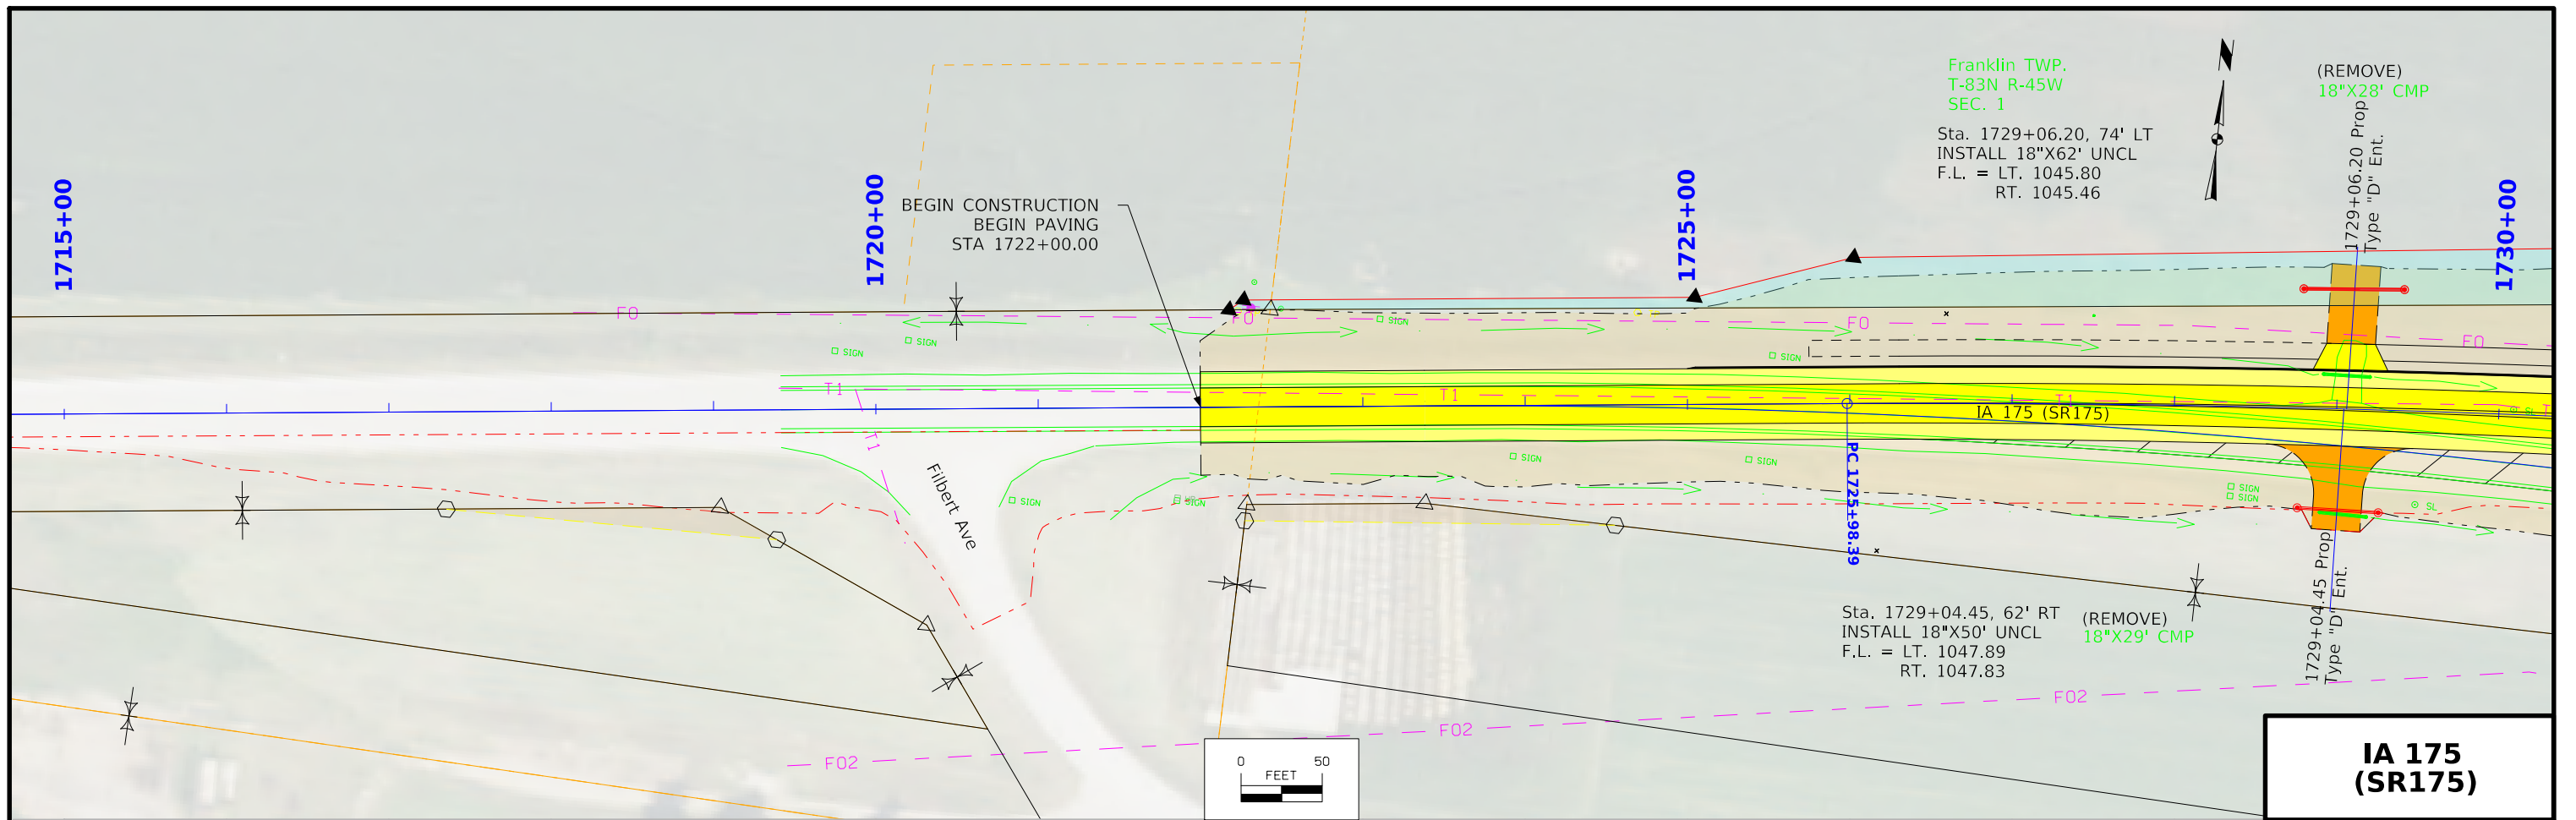 Franklin TWP.
T-83N R-45W
SEC. 1
(REMOVE)
18"X28' CMP
N
Sta. 1729+06.20, 74' LT
INSTALL 18"X62' UNCL
F.L. = LT. 1045.80
RT. 1045.46
1729+06.20 Prop
Type "D" Ent.
1715+00
1720+00
1725+00
1730+00
BEGIN CONSTRUCTION
BEGIN PAVING
STA 1722+00.00
FO
FO
FO
FO
SIGN
SIGN
SIGN
SIGN
T1
T1
T1
T1
IA 175 (SR175)
SL
Filbert Ave
SIGN
SIGN
SIGN
SIGN
SIGN
SIGN
SL
PC 1725+98.39
Sta. 1729+04.45, 62' RT
INSTALL 18"X50' UNCL
F.L. = LT. 1047.89
RT. 1047.83
(REMOVE)
18"X29' CMP
1729+04.45 Prop
Type "D" Ent.
FO2
FO2
FO2
0 50
FEET
IA 175
(SR175)